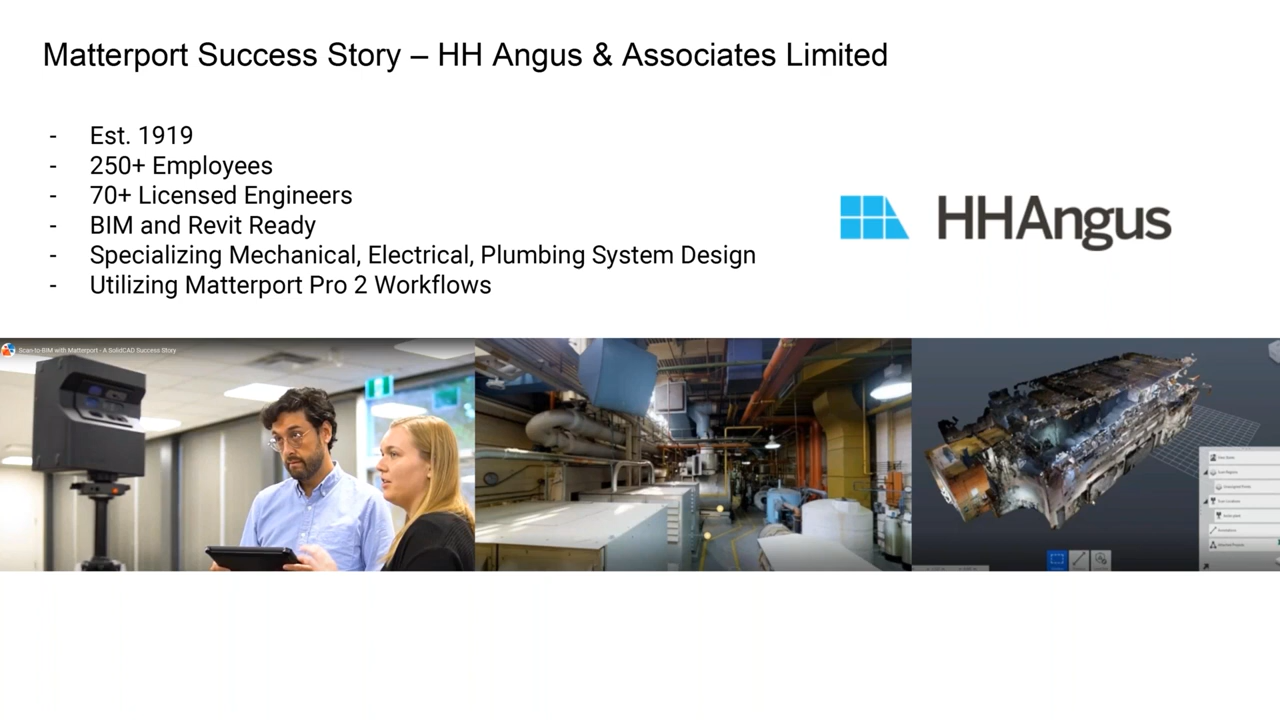 Matterport Success Story – HH Angus & Associates Limited
- Est. 1919
- 250+ Employees
- 70+ Licensed Engineers
- BIM and Revit Ready
- Specializing Mechanical, Electrical, Plumbing System Design
- Utilizing Matterport Pro 2 Workflows
HHAngus
Scan-to-BIM with Matterport - A SolidCAD Success Story